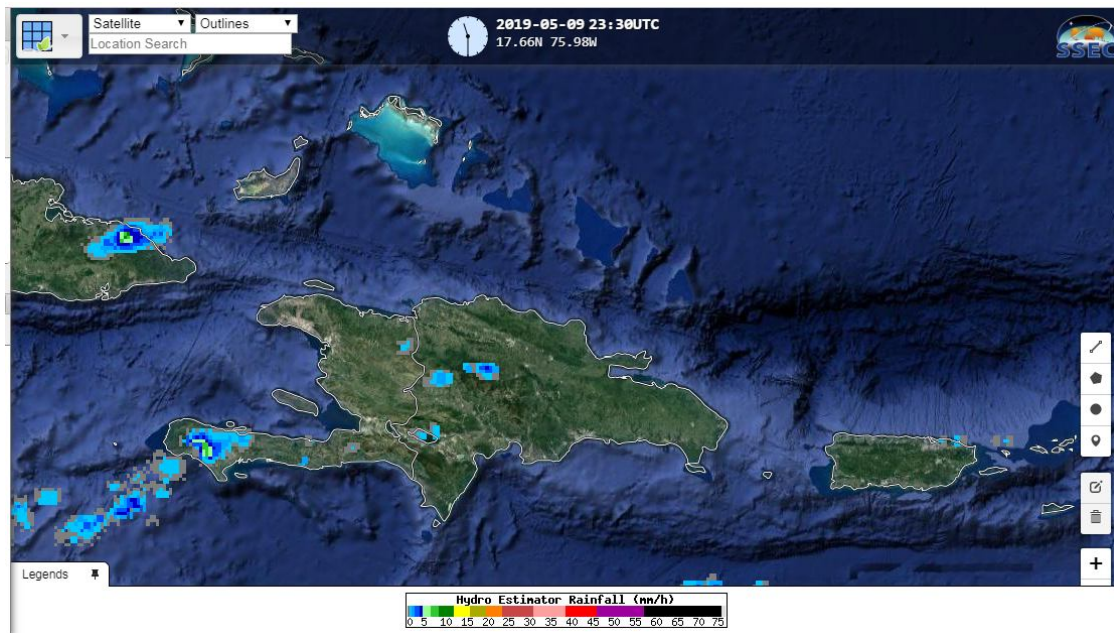 Satellite
Outlines
Location Search
2019-05-09 23:30UTC
17.66N 75.98W
SSEC
Legends
Hydro Estimator Rainfall (mm/h)
0 5 10 15 20 25 30 35 40 45 50 55 60 65 70 75